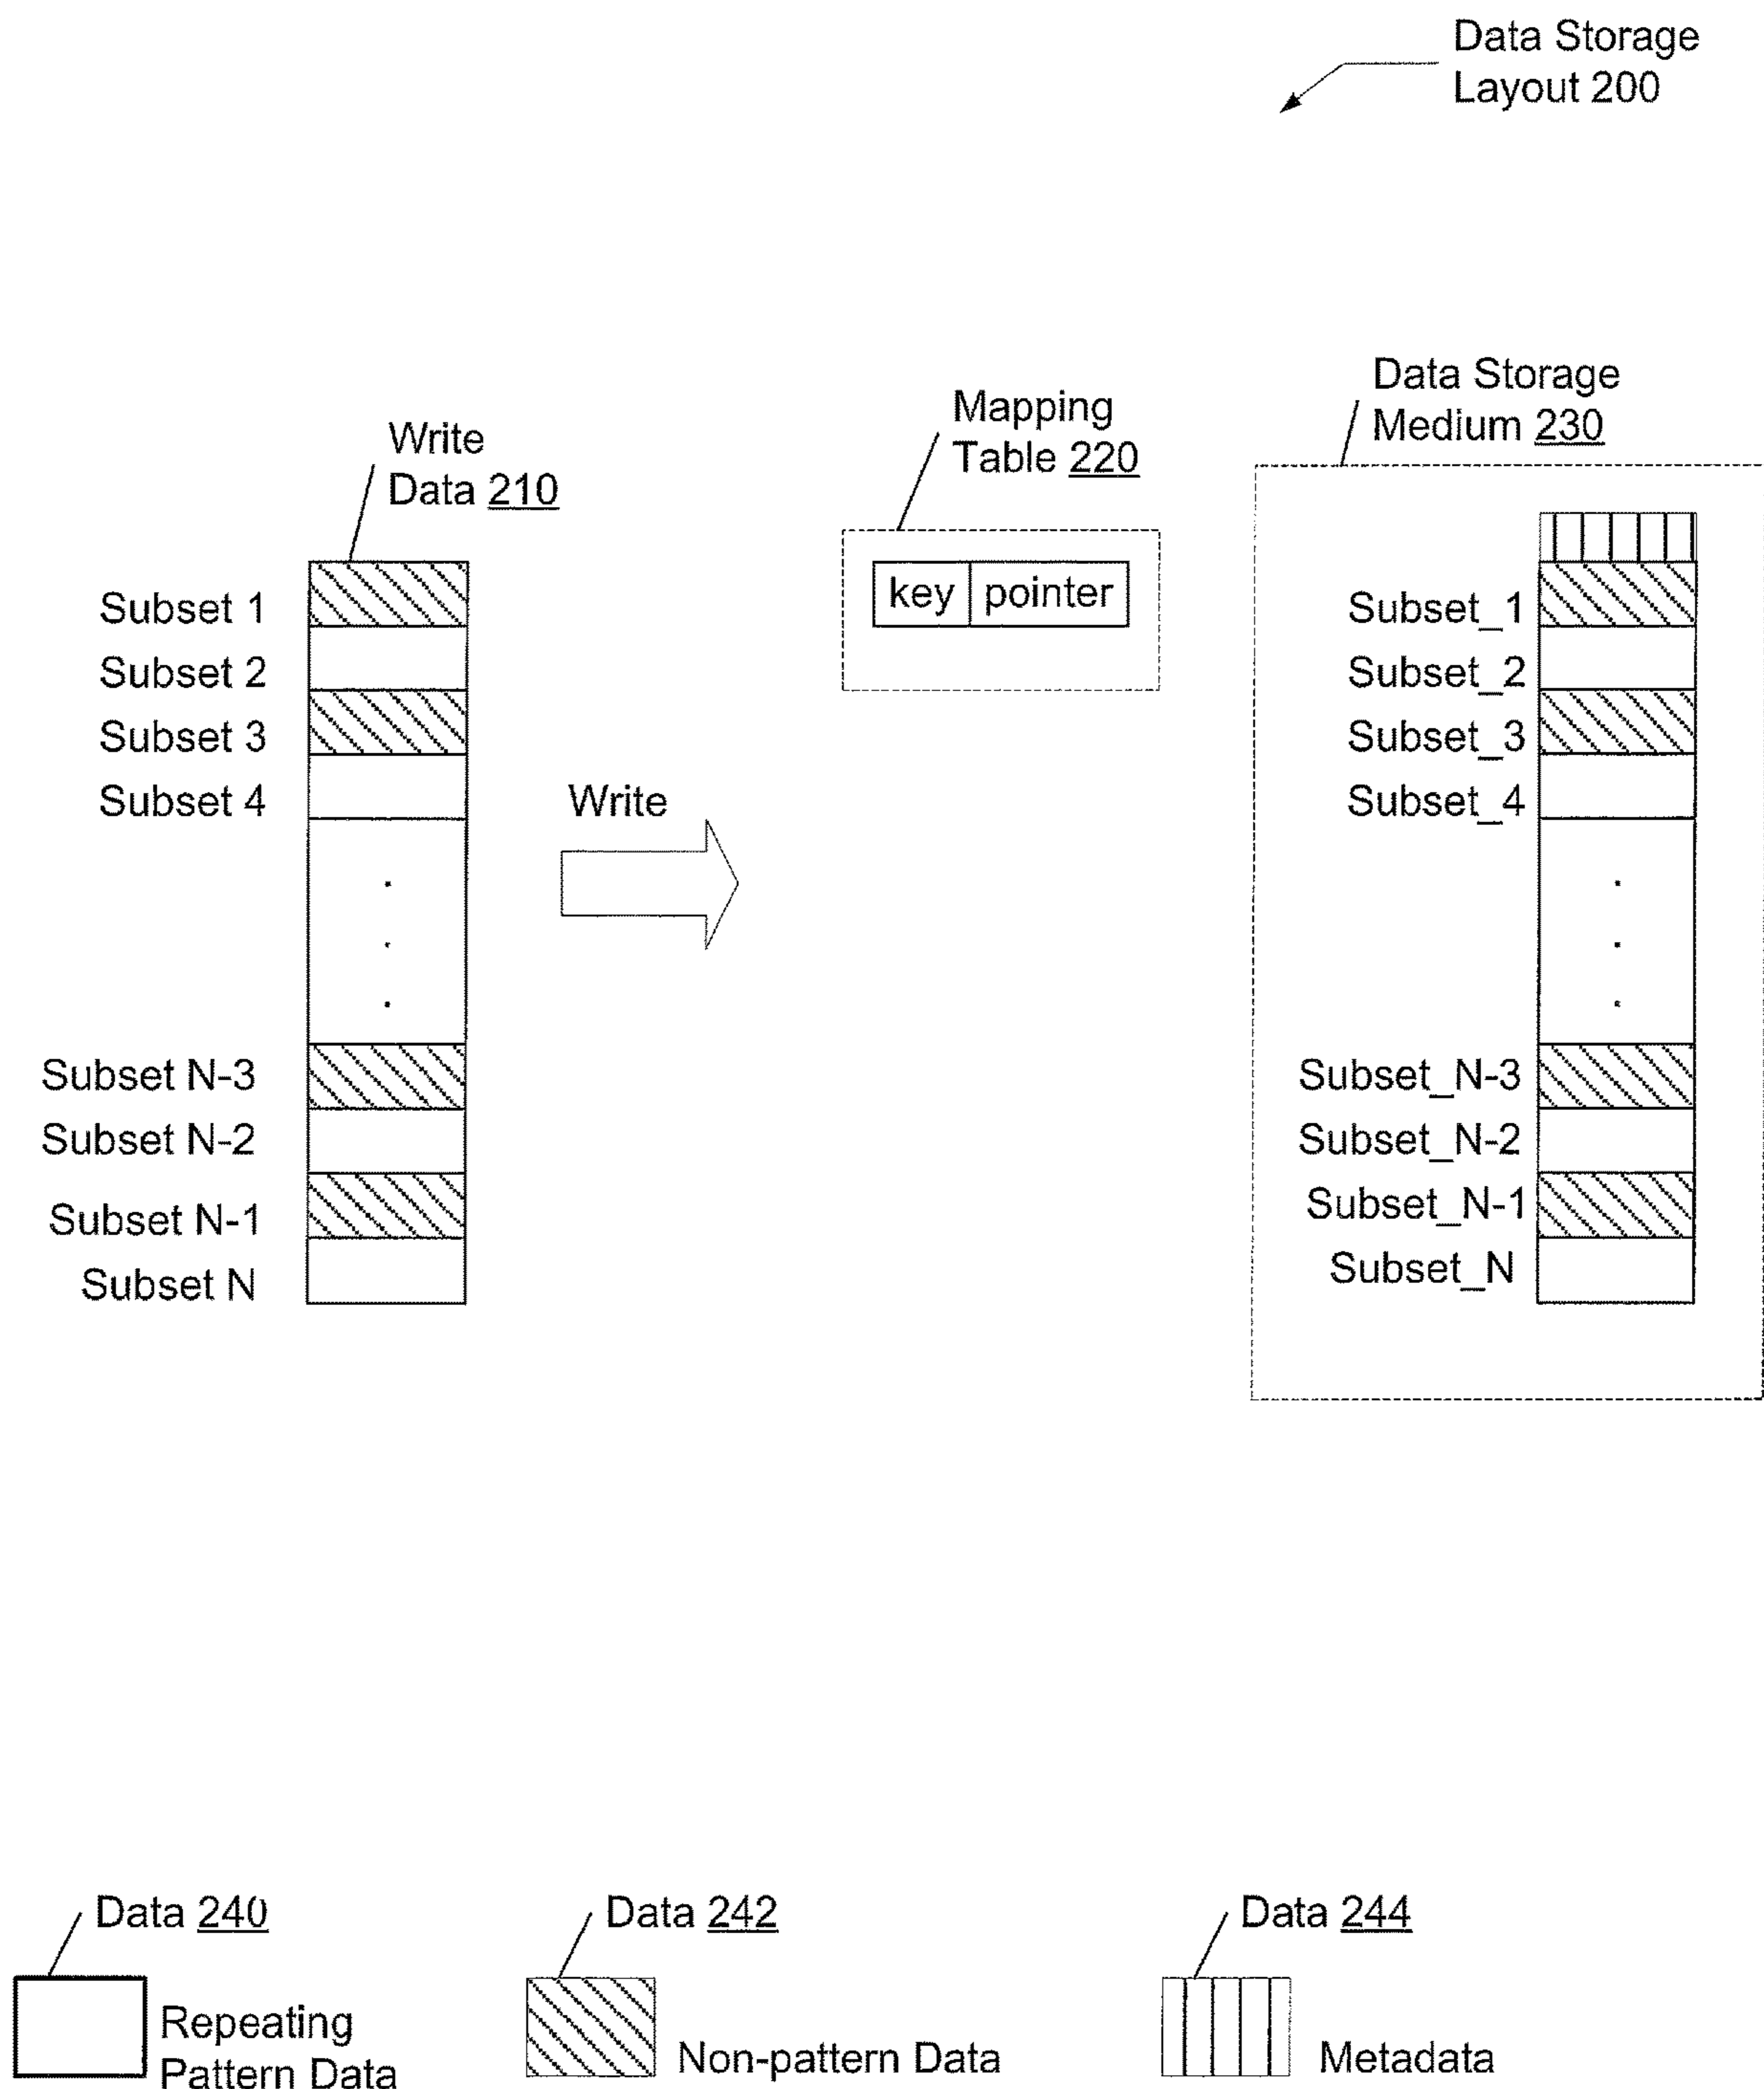 Data Storage
Layout 200
Data Storage
Medium 230
Mapping
Table 220
Write
Data 210
key
pointer
Subset 1
Subset 2
Subset 3
Subset 4
Write
Subset N-3
Subset N-2
Subset N-1
Subset N
Subset_1
Subset_2
Subset_3
Subset_4
Subset_N-3
Subset_N-2
Subset_N-1
Subset_N
Data 240
Repeating
Pattern Data
Data 242
Non-pattern Data
Data 244
Metadata